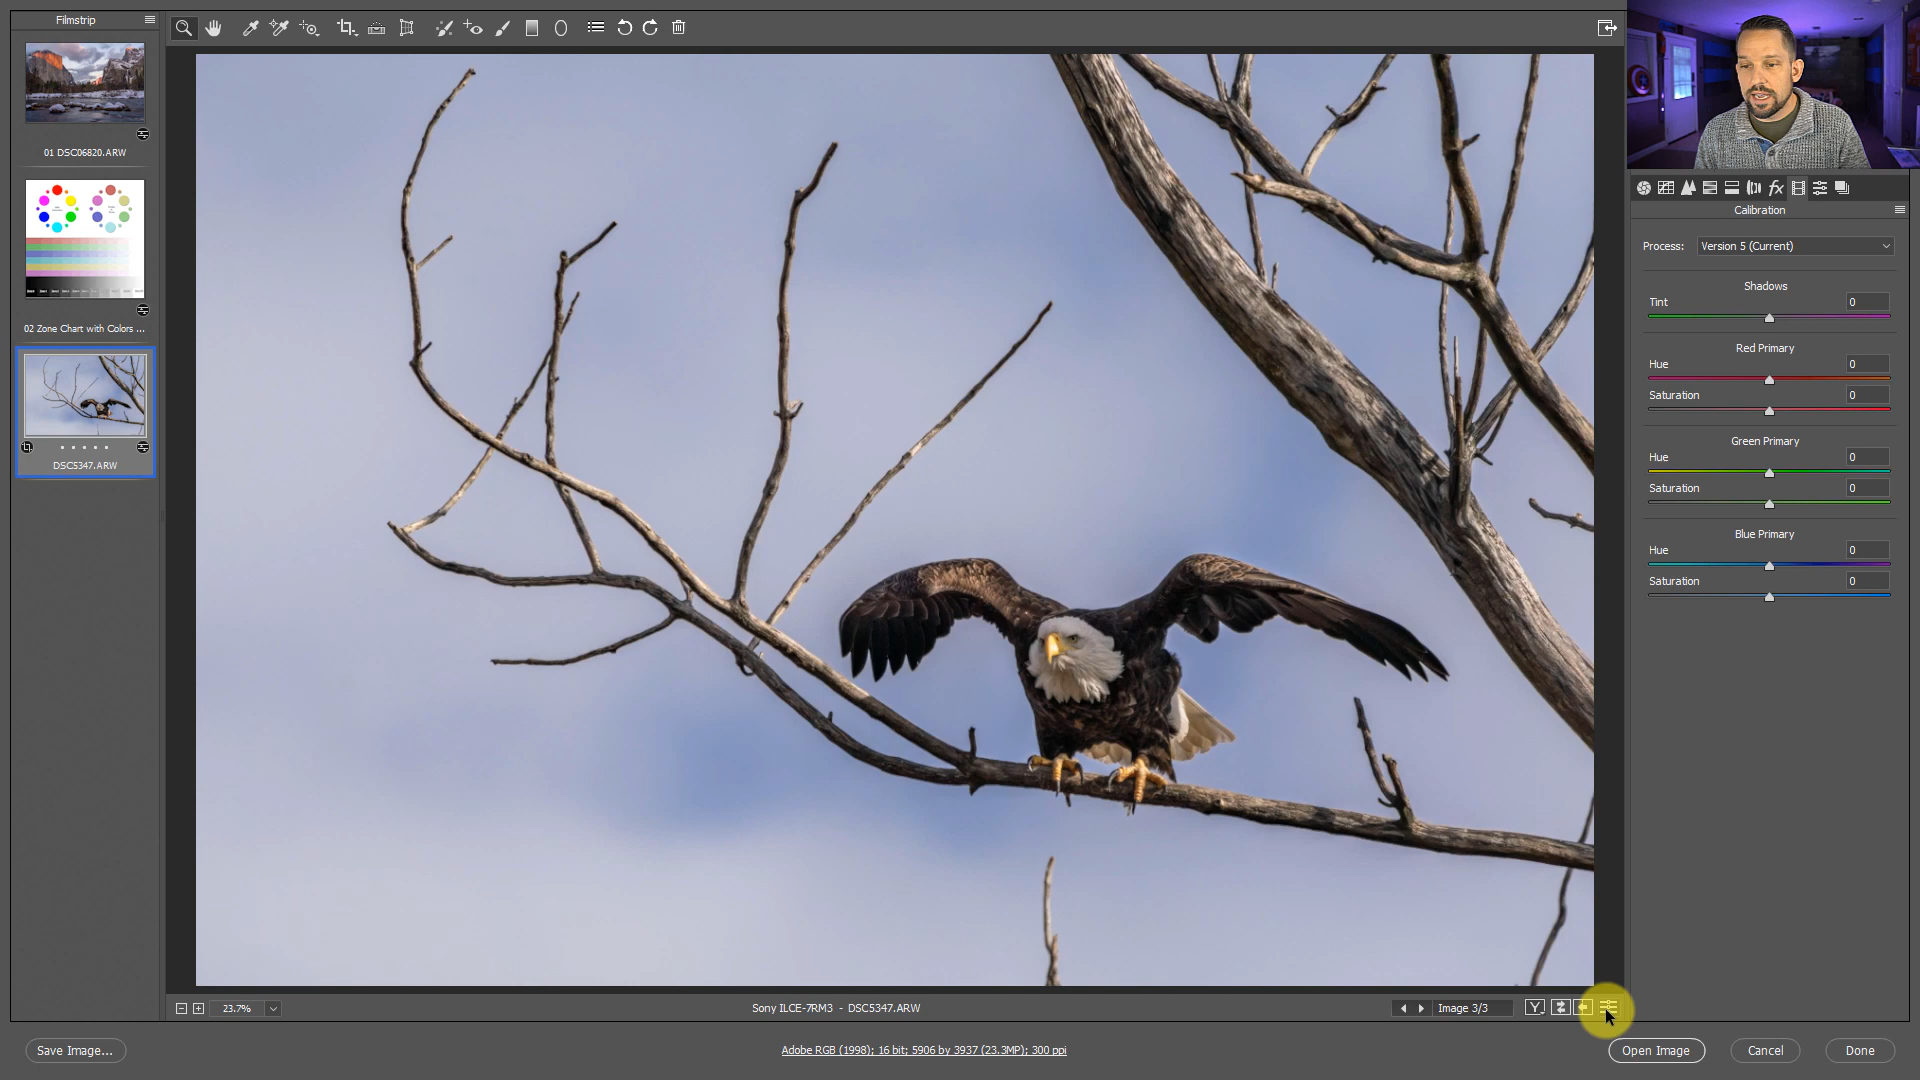 Filmstrip
01 DSC06820.ARW
02 Zone Chart with Colors ...
DSC5347.ARW
fx
Calibration
Process: Version 5 (Current)
Shadows
Tint 0
Red Primary
Hue 0
Saturation 0
Green Primary
Hue 0
Saturation 0
Blue Primary
Hue 0
Saturation 0
23.7%
Sony ILCE-7RM3 - DSC5347.ARW
Image 3/3
Y
Save Image...
Adobe RGB (1998); 16 bit; 5906 by 3937 (23.3MP); 300 ppi
Open Image
Cancel
Done